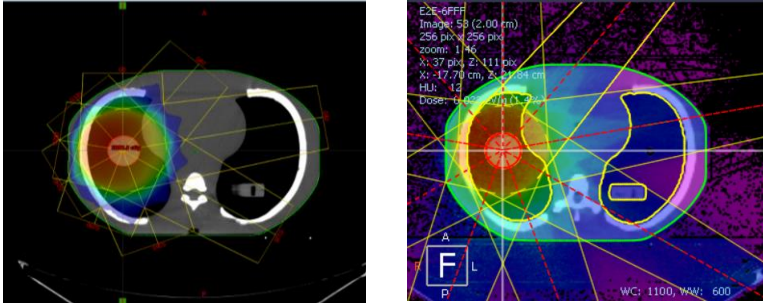 E2E-6FFF
Image: 53 (2.00 cm)
256 pix x 256 pix
zoom: 1.46
X: 37 pix, Z: 111 pix
X: -17.70 cm, Z: 21.84 cm
HU: 12
Dose:
A
R F L
P
WC: 1100, WW: 600